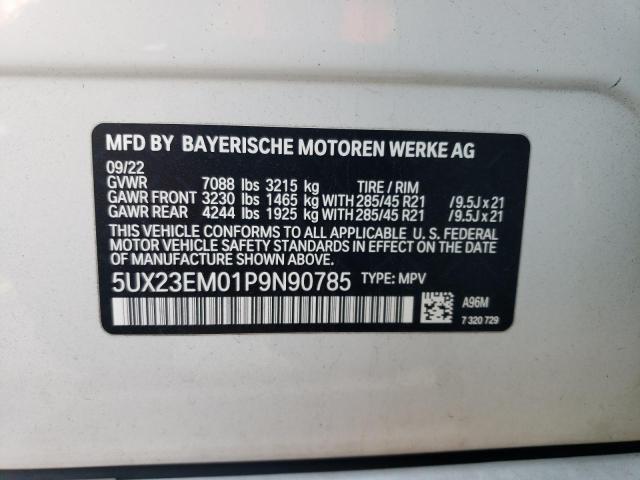 MFD BY BAYERISCHE MOTOREN WERKE AG
09/22
GVWR 7088 lbs 3215 kg TIRE / RIM
GAWR FRONT 3230 lbs 1465 kg WITH 285/45 R21 /9.5J x 21
GAWR REAR 4244 lbs 1925 kg WITH 285/45 R21 /9.5J x 21
THIS VEHICLE CONFORMS TO ALL APPLICABLE U. S. FEDERAL
MOTOR VEHICLE SAFETY STANDARDS IN EFFECT ON THE DATE
OF MANUFACTURE SHOWN ABOVE.
5UX23EM01P9N90785 TYPE: MPV
A96M
7 320 729